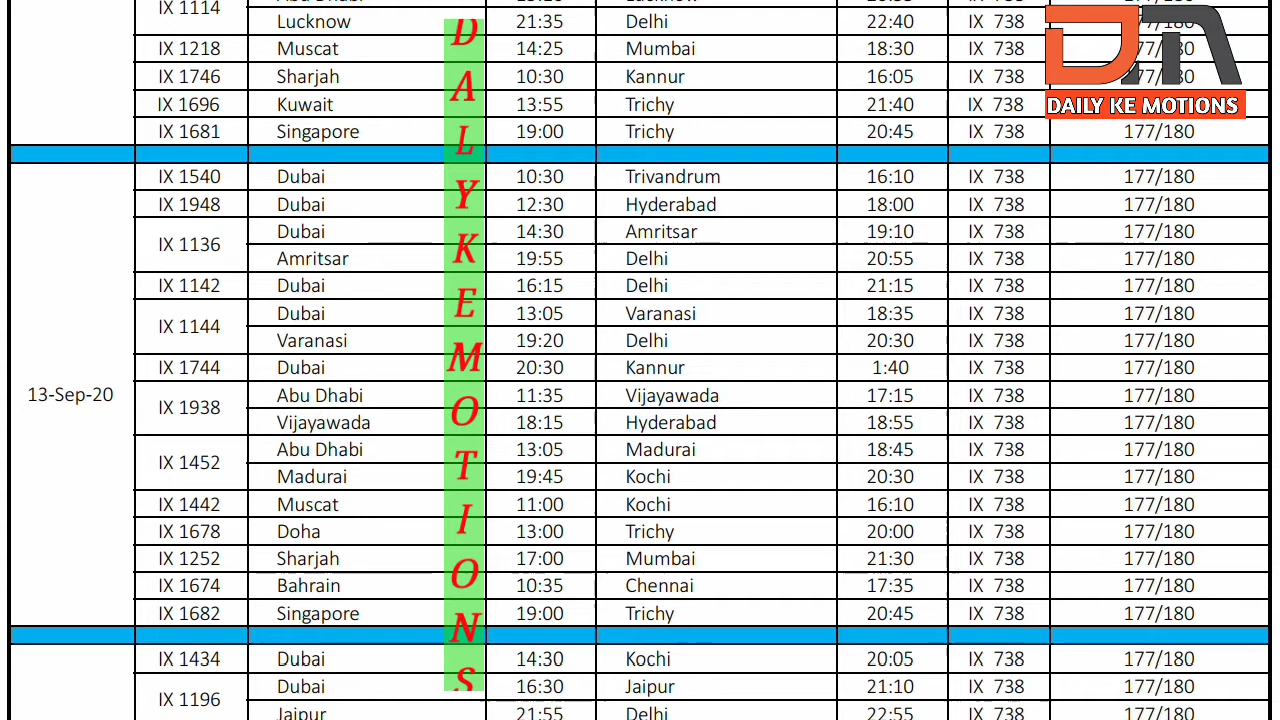 IX 1114
Lucknow 21:35 Delhi 22:40 IX 738 177/180
IX 1218 Muscat 14:25 Mumbai 18:30 IX 738
IX 1746 Sharjah 10:30 Kannur 16:05 IX 738
IX 1696 Kuwait 13:55 Trichy 21:40 IX 738
DAILY KE MOTIONS
IX 1681 Singapore 19:00 Trichy 20:45 IX 738 177/180
IX 1540 Dubai 10:30 Trivandrum 16:10 IX 738 177/180
IX 1948 Dubai 12:30 Hyderabad 18:00 IX 738 177/180
IX 1136 Dubai 14:30 Amritsar 19:10 IX 738 177/180
Amritsar 19:55 Delhi 20:55 IX 738 177/180
IX 1142 Dubai 16:15 Delhi 21:15 IX 738 177/180
IX 1144 Dubai 13:05 Varanasi 18:35 IX 738 177/180
Varanasi 19:20 Delhi 20:30 IX 738 177/180
IX 1744 Dubai 20:30 Kannur 1:40 IX 738 177/180
13-Sep-20
IX 1938 Abu Dhabi 11:35 Vijayawada 17:15 IX 738 177/180
Vijayawada 18:15 Hyderabad 18:55 IX 738 177/180
IX 1452 Abu Dhabi 13:05 Madurai 18:45 IX 738 177/180
Madurai 19:45 Kochi 20:30 IX 738 177/180
IX 1442 Muscat 11:00 Kochi 16:10 IX 738 177/180
IX 1678 Doha 13:00 Trichy 20:00 IX 738 177/180
IX 1252 Sharjah 17:00 Mumbai 21:30 IX 738 177/180
IX 1674 Bahrain 10:35 Chennai 17:35 IX 738 177/180
IX 1682 Singapore 19:00 Trichy 20:45 IX 738 177/180
IX 1434 Dubai 14:30 Kochi 20:05 IX 738 177/180
IX 1196 Dubai 16:30 Jaipur 21:10 IX 738 177/180
Jaipur 21:55 Delhi 22:55 IX 738 177/180
DALYKEMOTIONS